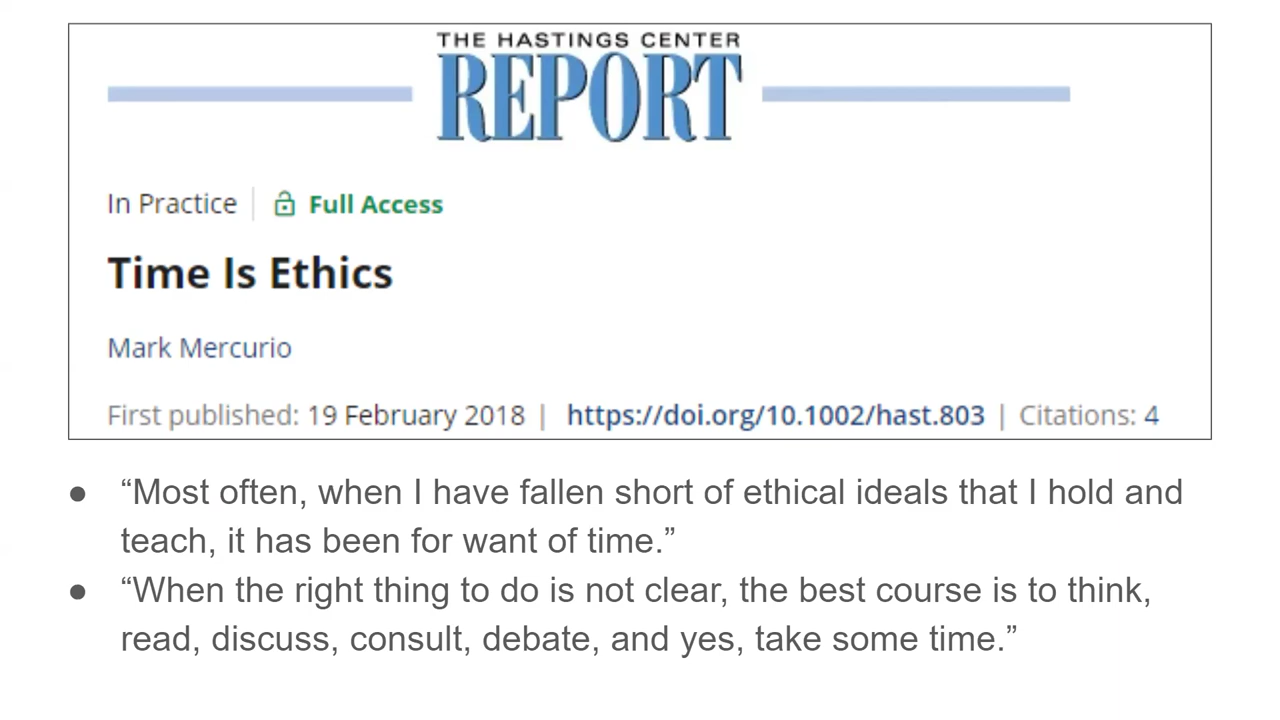 THE HASTINGS CENTER
REPORT
In Practice | Full Access
Time Is Ethics
Mark Mercurio
First published: 19 February 2018 | https://doi.org/10.1002/hast.803 | Citations: 4
● “Most often, when I have fallen short of ethical ideals that I hold and
teach, it has been for want of time.”
● “When the right thing to do is not clear, the best course is to think,
read, discuss, consult, debate, and yes, take some time.”